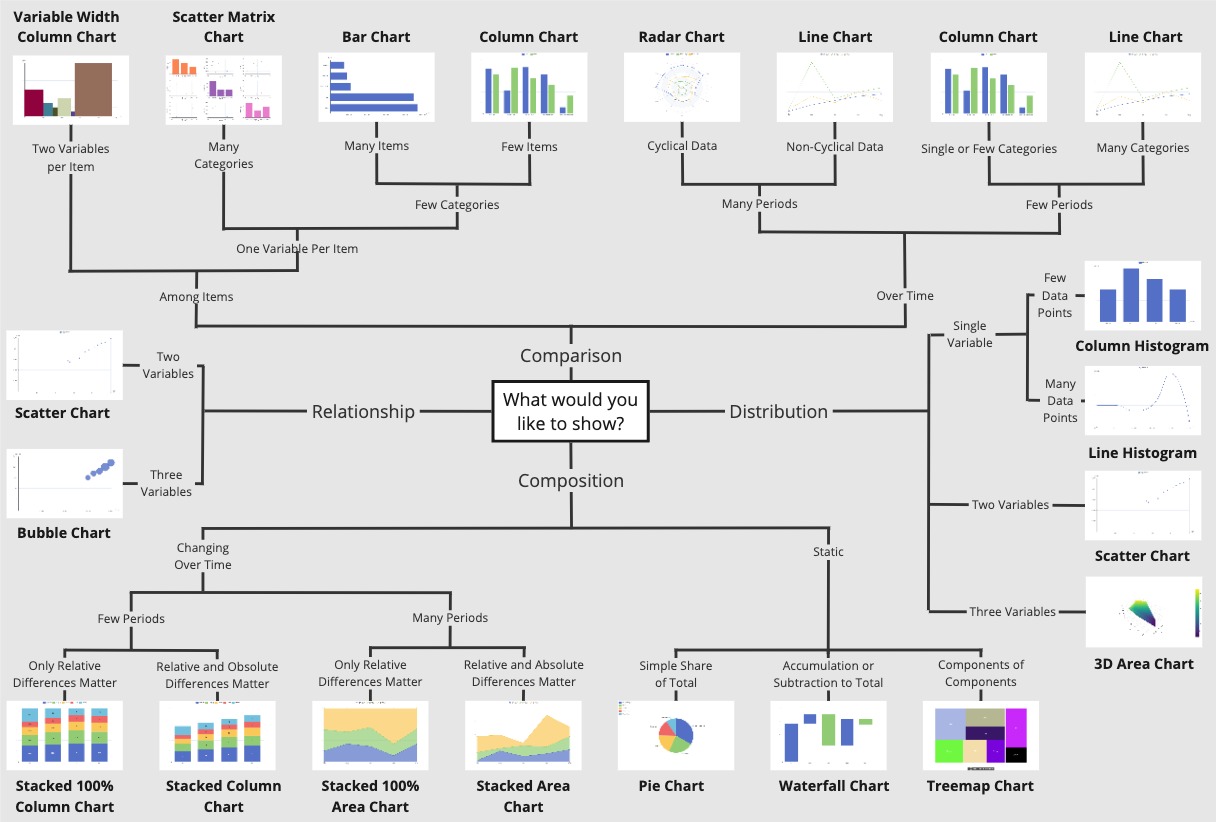 Variable Width
Column Chart
Scatter Matrix
Chart
Bar Chart
Column Chart
Radar Chart
Line Chart
Column Chart
Line Chart
Two Variables
per Item
Many
Categories
Many Items
Few Items
Cyclical Data
Non-Cyclical Data
Single or Few Categories
Many Categories
Few Categories
Many Periods
Few Periods
One Variable Per Item
Among Items
Over Time
Comparison
What would you
like to show?
Relationship
Two
Variables
Scatter Chart
Three
Variables
Bubble Chart
Distribution
Single
Variable
Few
Data
Points
Column Histogram
Many
Data
Points
Line Histogram
Two Variables
Scatter Chart
Three Variables
3D Area Chart
Composition
Changing
Over Time
Static
Few Periods
Many Periods
Only Relative
Differences Matter
Relative and Obsolute
Differences Matter
Only Relative
Differences Matter
Relative and Absolute
Differences Matter
Simple Share
of Total
Accumulation or
Subtraction to Total
Components of
Components
Stacked 100%
Column Chart
Stacked Column
Chart
Stacked 100%
Area Chart
Stacked Area
Chart
Pie Chart
Waterfall Chart
Treemap Chart